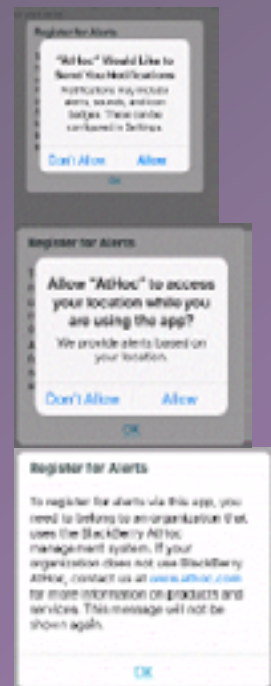 Register for Alerts
"AtHoc" Would Like to
Send You Notifications
Notifications may include
alerts, sounds, and icon
badges. These can be
configured in Settings.
Don't Allow Allow
OK
Register for Alerts
Allow "AtHoc" to access
your location while you
are using the app?
We provide alerts based on
your location.
Don't Allow Allow
OK
Register for Alerts
To register for alerts via this app, you
need to belong to an organization that
uses the BlackBerry AtHoc
management system. If your
organization does not use BlackBerry
AtHoc, contact us at www.athoc.com
for more information on products and
services. This message will not be
shown again.
OK